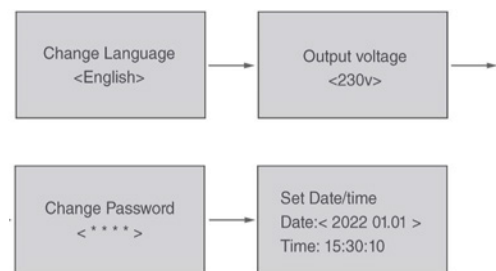 Change Language
<English>
Output voltage
<230v>
Change Password
< * * * * >
Set Date/time
Date:< 2022 01.01 >
Time: 15:30:10